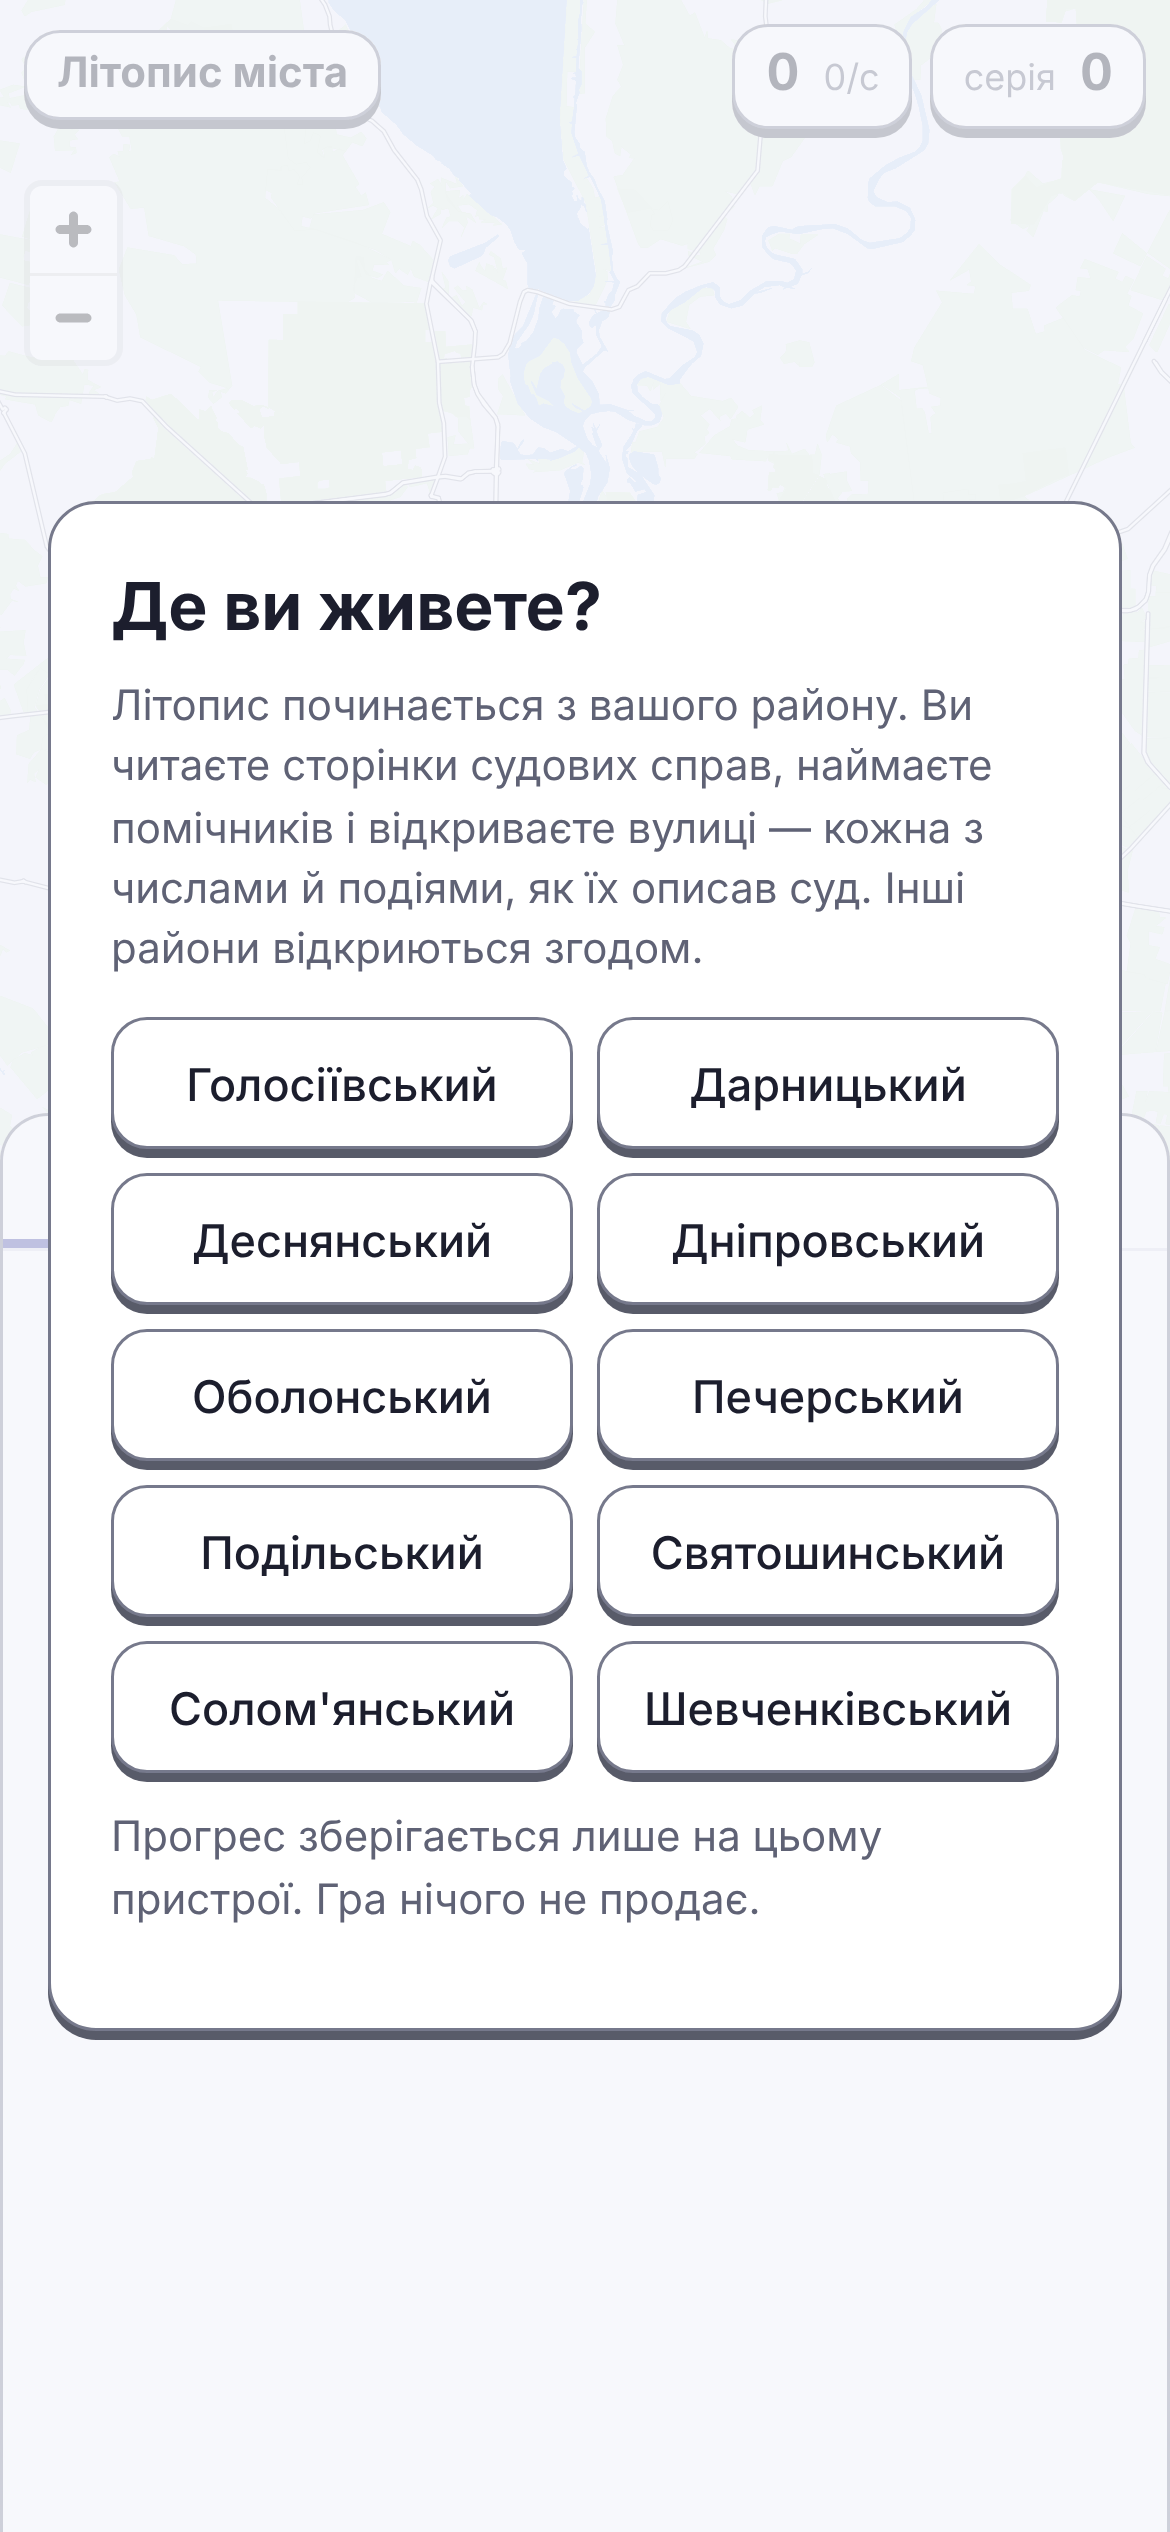 Літопис міста
0 0/с
серія 0
+
−
Де ви живете?
Літопис починається з вашого району. Ви
читаєте сторінки судових справ, наймаєте
помічників і відкриваєте вулиці — кожна з
числами й подіями, як їх описав суд. Інші
райони відкриються згодом.
Голосіївський
Дарницький
Деснянський
Дніпровський
Оболонський
Печерський
Подільський
Святошинський
Солом'янський
Шевченківський
Прогрес зберігається лише на цьому
пристрої. Гра нічого не продає.